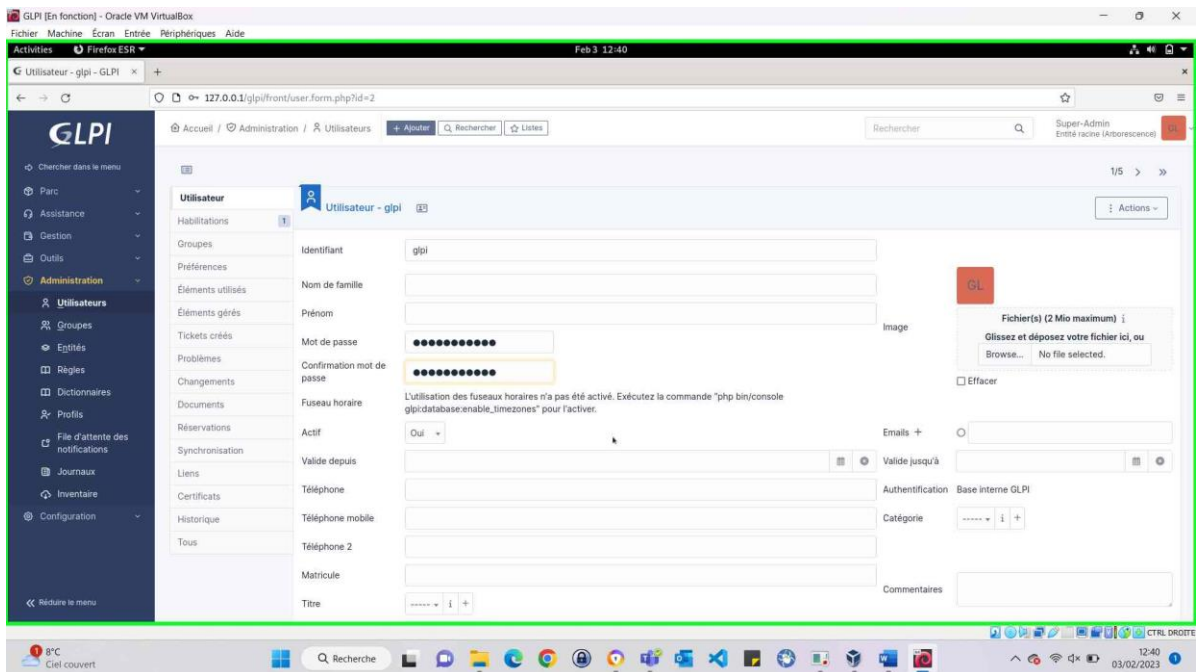 GLPI [En fonction] - Oracle VM VirtualBox
Fichier Machine Écran Entrée Périphériques Aide
Activities Firefox ESR Feb 3 12:40
Utilisateur - glpi - GLPI × +
127.0.0.1/glpi/front/user.form.php?id=2
GLPI
Accueil / Administration / Utilisateurs + Ajouter Rechercher Listes Rechercher
Super-Admin
Entité racine (Arborescence)
GL
Chercher dans le menu
Parc
Assistance
Gestion
Outils
Administration
Utilisateurs
Groupes
Entités
Règles
Dictionnaires
Profils
File d'attente des
notifications
Journaux
Inventaire
Configuration
Réduire le menu
1/5
Utilisateur
Habilitations 1
Groupes
Préférences
Éléments utilisés
Éléments gérés
Tickets créés
Problèmes
Changements
Documents
Réservations
Synchronisation
Liens
Certificats
Historique
Tous
Utilisateur - glpi
Actions
Identifiant glpi
Nom de famille
Prénom
Mot de passe ●●●●●●●●●●●
Confirmation mot de
passe ●●●●●●●●●●●
Fuseau horaire
L'utilisation des fuseaux horaires n'a pas été activé. Exécutez la commande "php bin/console
glpi:database:enable_timezones" pour l'activer.
Actif Oui
Valide depuis
Téléphone
Téléphone mobile
Téléphone 2
Matricule
Titre ----- i +
Image
GL
Fichier(s) (2 Mio maximum) i
Glissez et déposez votre fichier ici, ou
Browse... No file selected.
Effacer
Emails +
Valide jusqu'à
Authentification Base interne GLPI
Catégorie ----- i +
Commentaires
CTRL DROITE
1
8°C
Ciel couvert
Recherche
12:40
03/02/2023
1